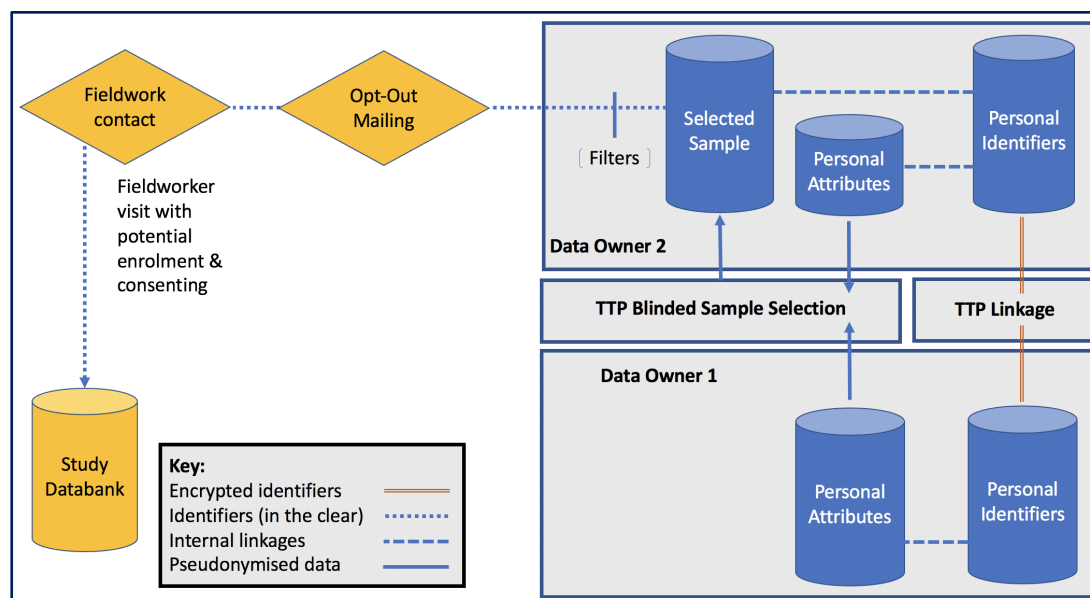 Fieldwork
contact
Opt-Out
Mailing
Filters
Selected
Sample
Personal
Attributes
Personal
Identifiers
Data Owner 2
Fieldworker
visit with
potential
enrolment &
consenting
TTP Blinded Sample Selection
TTP Linkage
Data Owner 1
Personal
Attributes
Personal
Identifiers
Study
Databank
Key:
Encrypted identifiers
Identifiers (in the clear)
Internal linkages
Pseudonymised data